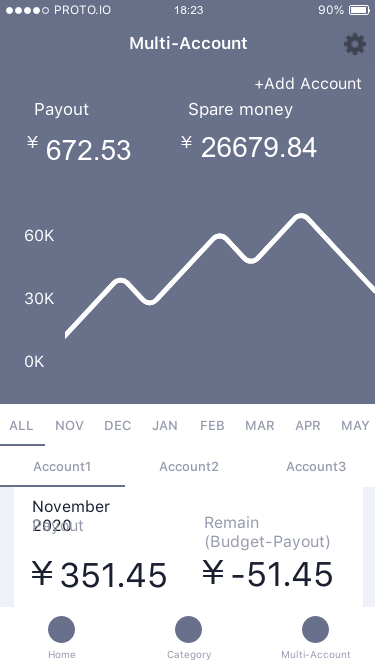 PROTO.IO 18:23 90%
Multi-Account
+Add Account
Payout Spare money
¥ 672.53 ¥ 26679.84
60K
30K
0K
ALL NOV DEC JAN FEB MAR APR MAY
Account1 Account2 Account3
November
2020
Payout
Remain
(Budget-Payout)
¥351.45 ¥-51.45
Home Category Multi-Account